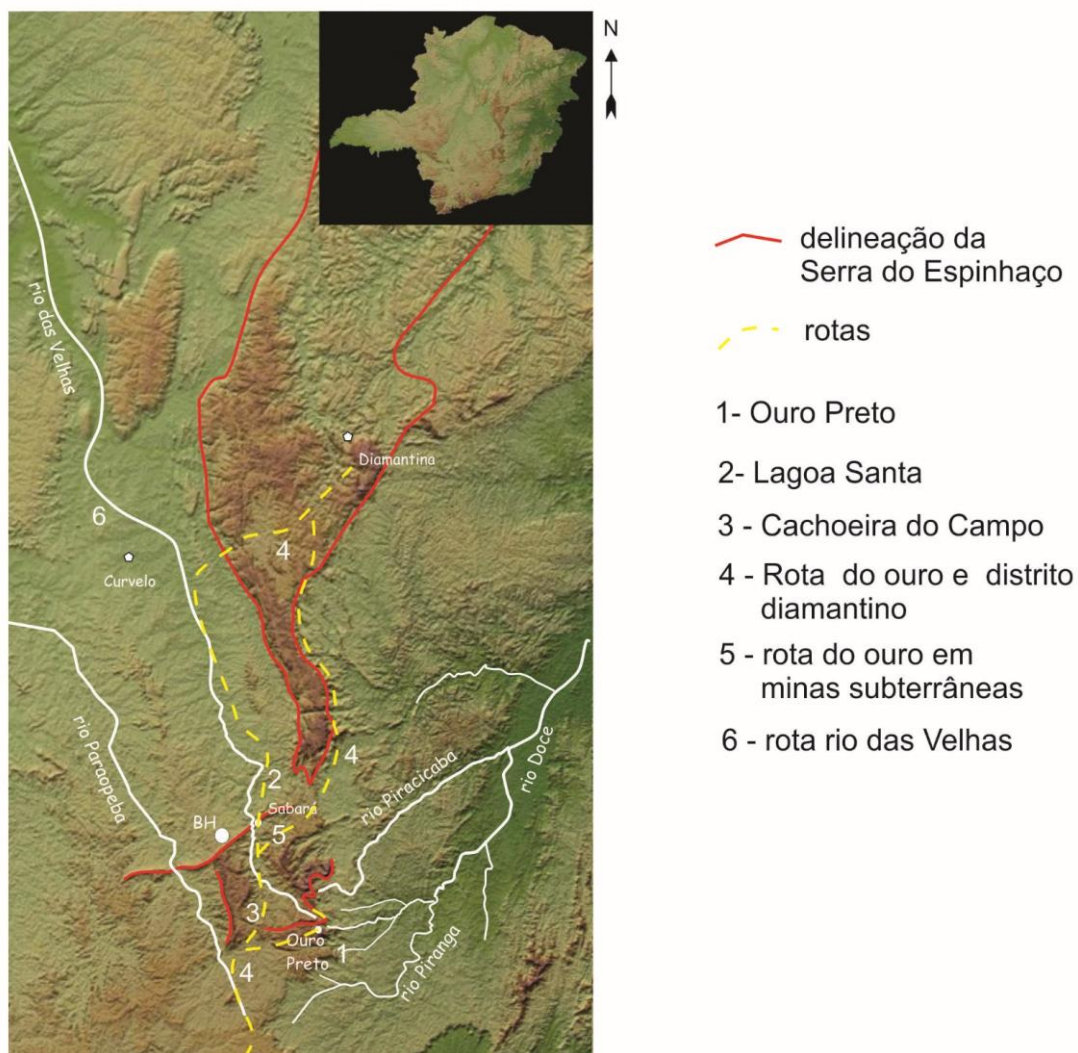 N
delineação da
Serra do Espinhaço
rotas
1- Ouro Preto
2- Lagoa Santa
3 - Cachoeira do Campo
4 - Rota do ouro e distrito
diamantino
5 - rota do ouro em
minas subterrâneas
6 - rota rio das Velhas
rio das Velhas
Diamantina
6
4
Curvelo
rio Paraopeba
rio Doce
4
rio Piracicaba
2
Sabará
BH
5
3
Ouro
Preto
1
4
rio Piranga